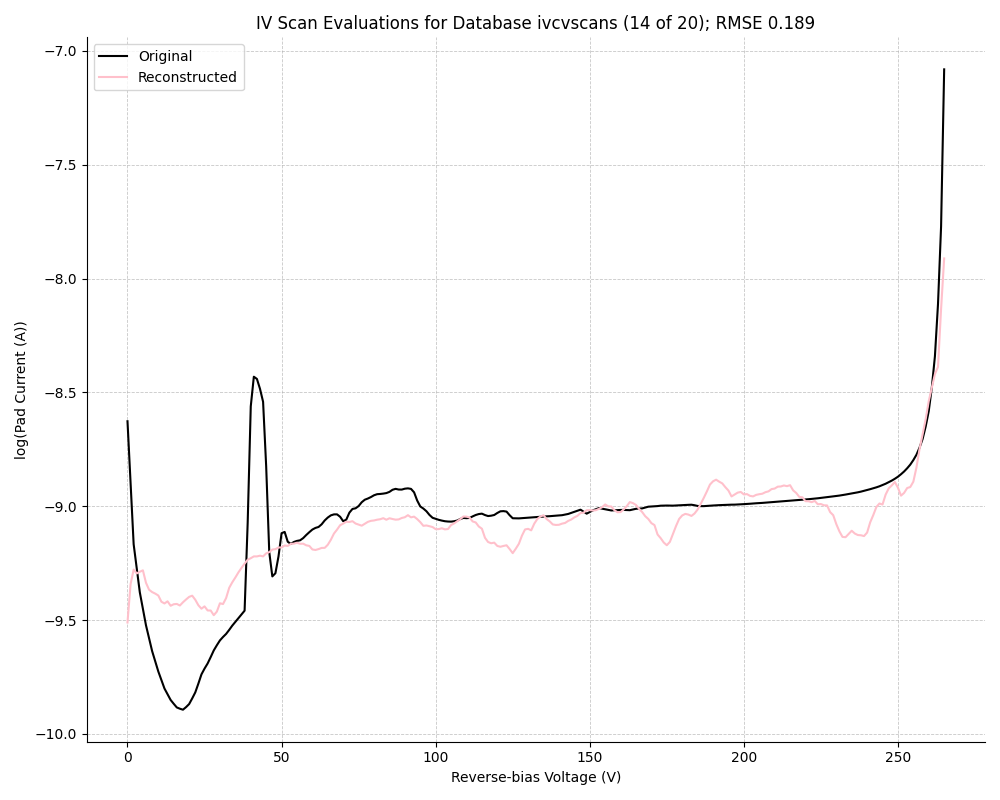 IV Scan Evaluations for Database ivcvscans (14 of 20); RMSE 0.189
Original
Reconstructed
−7.0
−7.5
−8.0
−8.5
−9.0
−9.5
−10.0
log(Pad Current (A))
0
50
100
150
200
250
Reverse-bias Voltage (V)